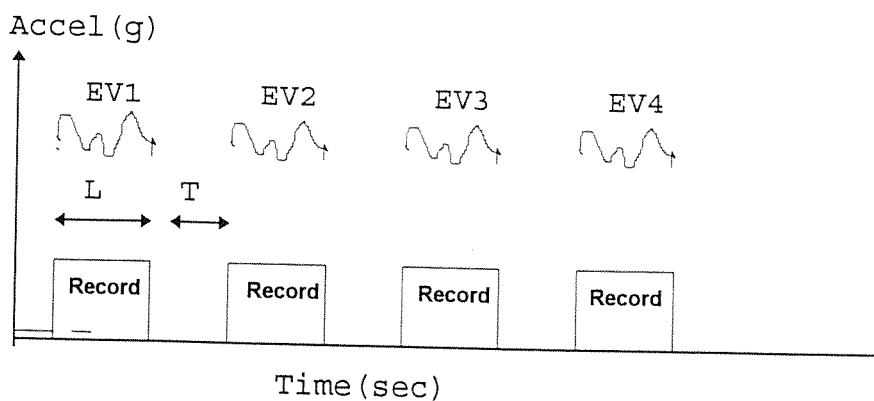 Accel(g)
EV1 EV2 EV3 EV4
L T
Record Record Record Record
Time(sec)